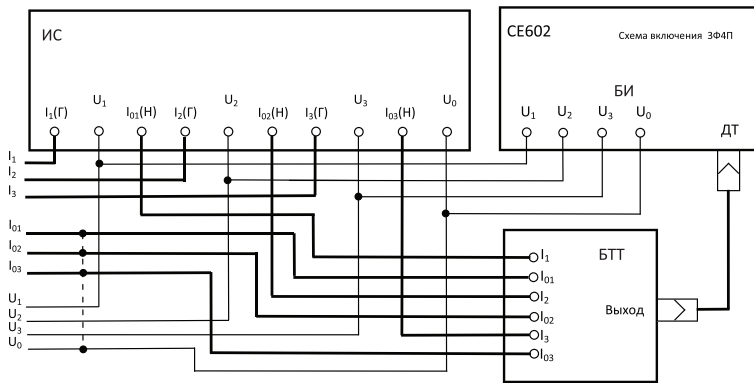 ИС
I1(Г) U1 I01(Н) I2(Г) U2 I02(Н) I3(Г) U3 I03(Н) U0
СЕ602
Схема включения 3Ф4П
БИ
U1 U2 U3 U0
ДТ
I1
I2
I3
I01
I02
I03
U1
U2
U3
U0
БТТ
I1
I01
I2
I02
I3
I03
Выход